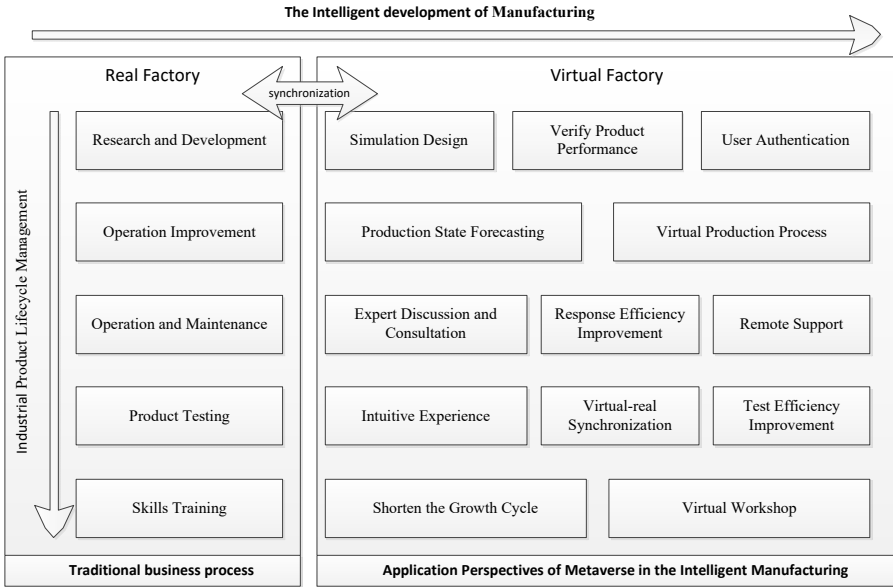 The Intelligent development of Manufacturing
Real Factory
synchronization
Virtual Factory
Industrial Product Lifecycle Management
Research and Development
Simulation Design
Verify Product
Performance
User Authentication
Operation Improvement
Production State Forecasting
Virtual Production Process
Operation and Maintenance
Expert Discussion and
Consultation
Response Efficiency
Improvement
Remote Support
Product Testing
Intuitive Experience
Virtual-real
Synchronization
Test Efficiency
Improvement
Skills Training
Shorten the Growth Cycle
Virtual Workshop
Traditional business process
Application Perspectives of Metaverse in the Intelligent Manufacturing